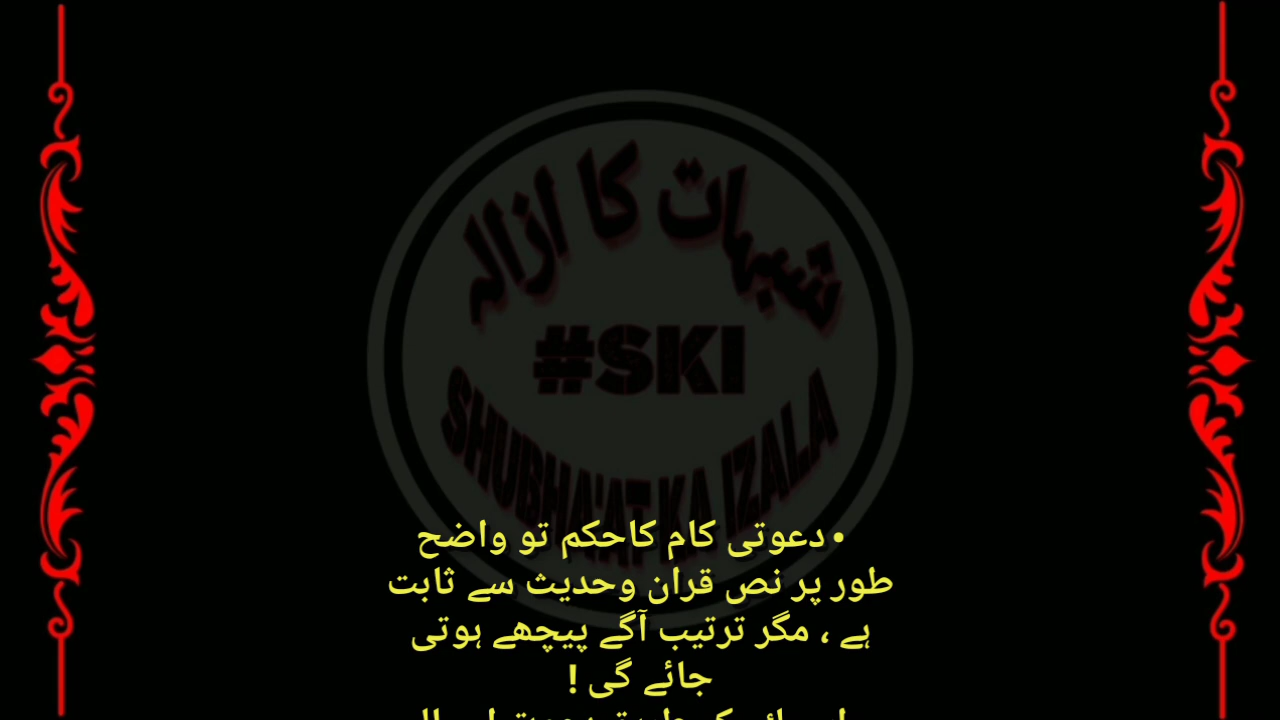 شبہات کا ازالہ
#SKI
SHUBHA'AT KA IZALA
• دعوتی کام کاحکم تو واضح
طور پر نص قران وحدیث سے ثابت
ہے ، مگر ترتیب آگے پیچھے ہوتی
جائے گی !